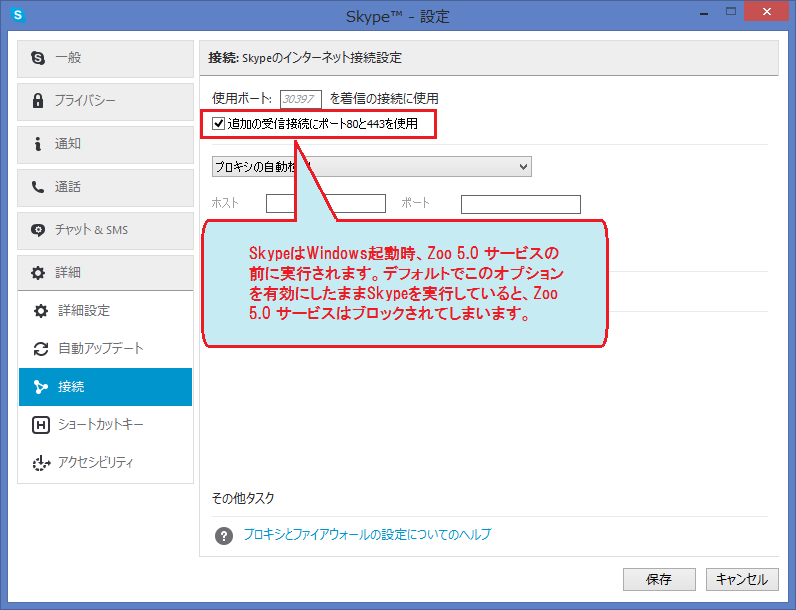 Skype™ - 設定
一般
プライバシー
通知
通話
チャット & SMS
詳細
詳細設定
自動アップデート
接続
ショートカットキー
アクセシビリティ
接続: Skypeのインターネット接続設定
使用ポート: 30397 を着信の接続に使用
追加の受信接続にポート80と443を使用
プロキシの自動検
ホスト
ポート
SkypeはWindows起動時、Zoo 5.0 サービスの
前に実行されます。デフォルトでこのオプション
を有効にしたままSkypeを実行していると、Zoo
5.0 サービスはブロックされてしまいます。
その他タスク
プロキシとファイアウォールの設定についてのヘルプ
保存
キャンセル